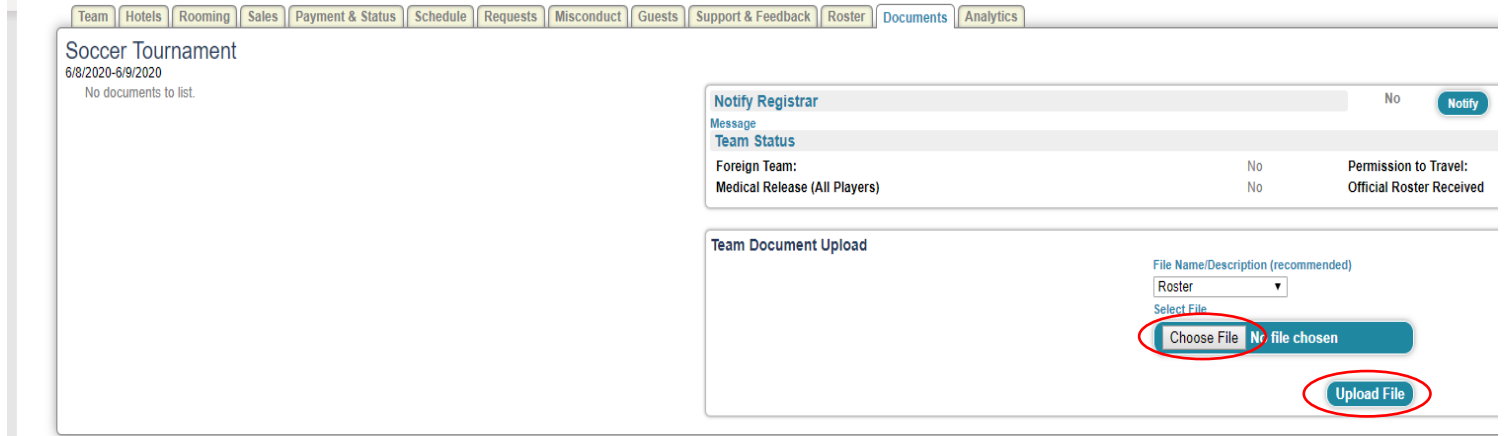 Team Hotels Rooming Sales Payment & Status Schedule Requests Misconduct Guests Support & Feedback Roster Documents Analytics
Soccer Tournament
6/8/2020-6/9/2020
No documents to list.
Notify Registrar No Notify
Message
Team Status
Foreign Team: No Permission to Travel:
Medical Release (All Players) No Official Roster Received
Team Document Upload
File Name/Description (recommended)
Roster
Select File
Choose File No file chosen
Upload File